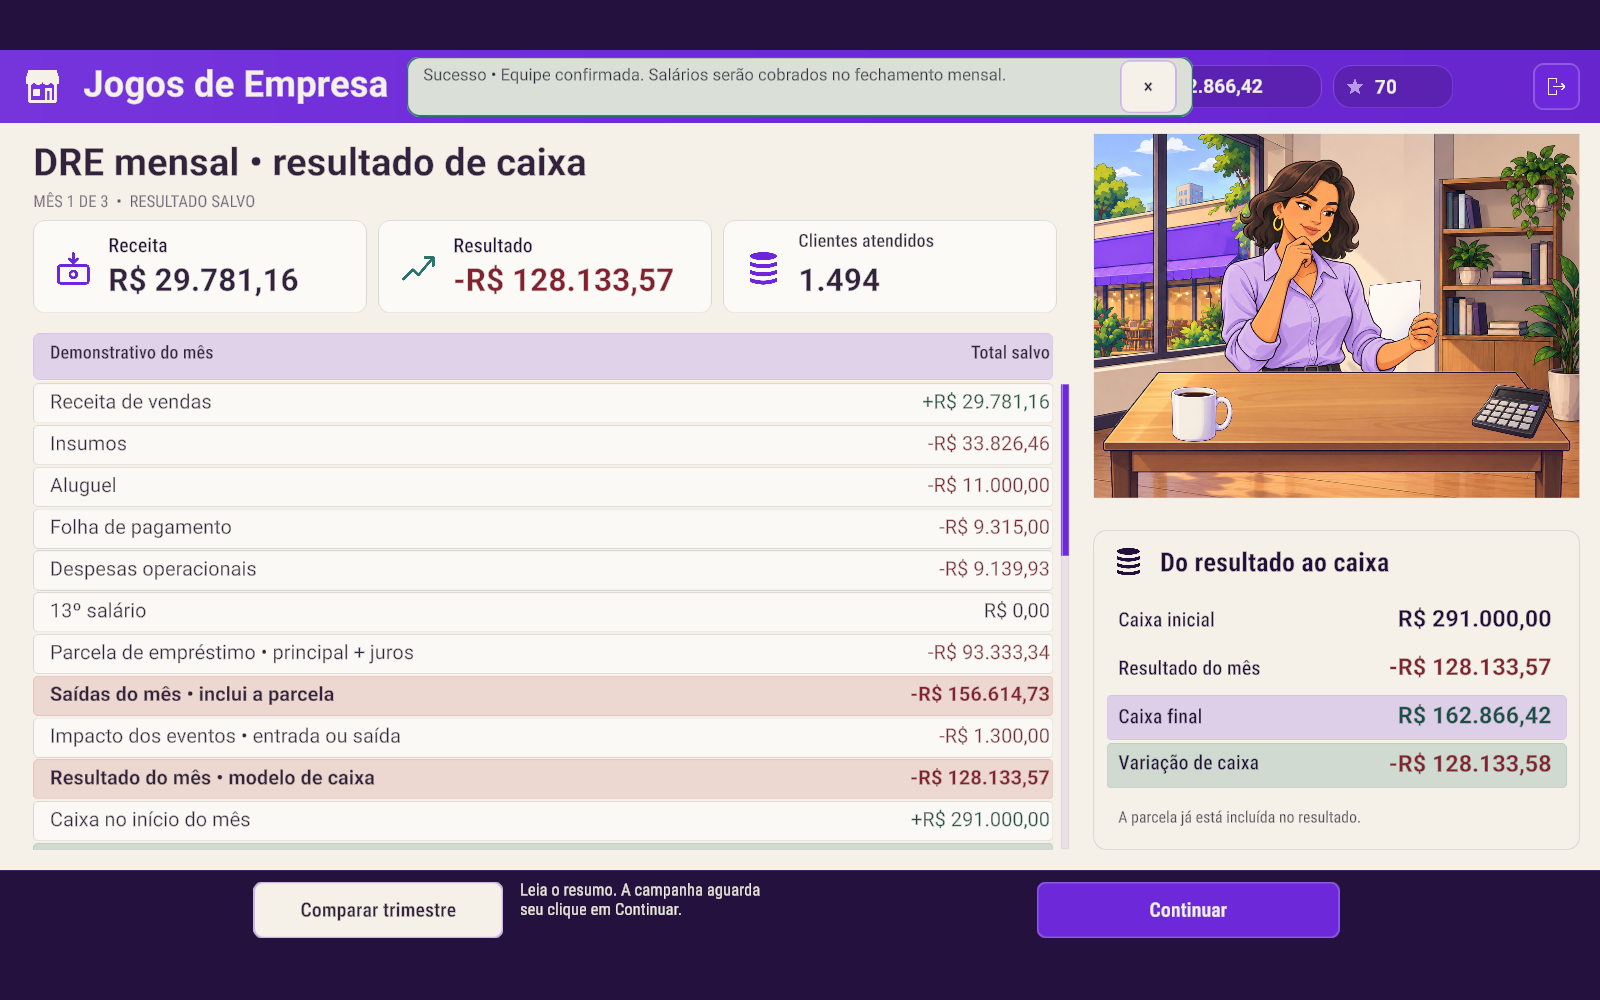 Jogos de Empresa
Sucesso • Equipe confirmada. Salários serão cobrados no fechamento mensal.
×
2.866,42
70
DRE mensal • resultado de caixa
MÊS 1 DE 3 • RESULTADO SALVO
Receita
R$ 29.781,16
Resultado
-R$ 128.133,57
Clientes atendidos
1.494
Demonstrativo do mês Total salvo
Receita de vendas +R$ 29.781,16
Insumos -R$ 33.826,46
Aluguel -R$ 11.000,00
Folha de pagamento -R$ 9.315,00
Despesas operacionais -R$ 9.139,93
13º salário R$ 0,00
Parcela de empréstimo • principal + juros -R$ 93.333,34
Saídas do mês • inclui a parcela -R$ 156.614,73
Impacto dos eventos • entrada ou saída -R$ 1.300,00
Resultado do mês • modelo de caixa -R$ 128.133,57
Caixa no início do mês +R$ 291.000,00
Do resultado ao caixa
Caixa inicial R$ 291.000,00
Resultado do mês -R$ 128.133,57
Caixa final R$ 162.866,42
Variação de caixa -R$ 128.133,58
A parcela já está incluída no resultado.
Comparar trimestre
Leia o resumo. A campanha aguarda
seu clique em Continuar.
Continuar